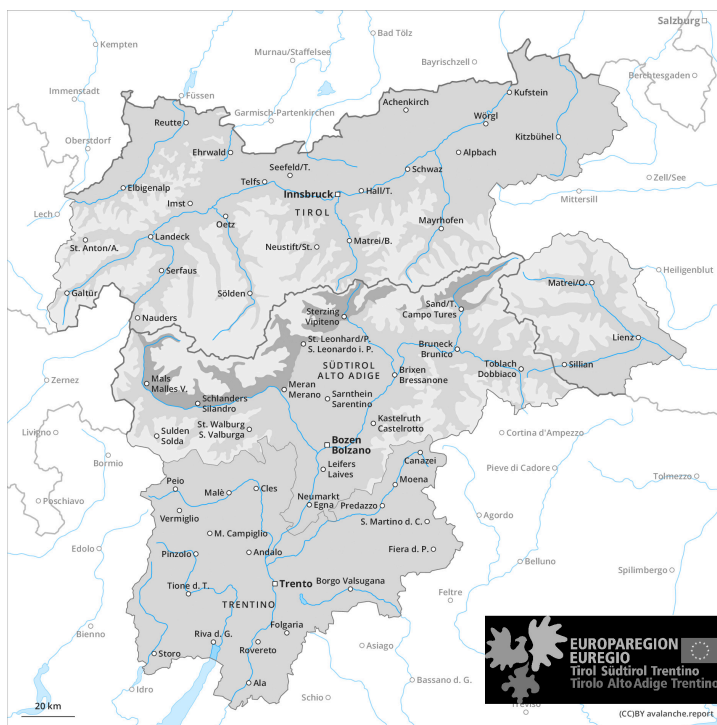 Salzburg
Kempten
Bad Tölz
Murnau/Staffelsee
Bayrischzell
Berchtesgaden
Immenstadt
Füssen
Kufstein
Achenkirch
Garmisch-Partenkirchen
Wörgl
Reutte
Oberstdorf
Kitzbühel
Ehrwald
Alpbach
Seefeld/T.
Schwaz
Telfs
Zell/See
Elbigenalp
Innsbruck
Hall/T.
Mittersill
Imst
TIROL
Lech
Oetz
Mayrhofen
Landeck
St. Anton/A.
Neustift/St.
Matrei/B.
Serfaus
Heiligenblut
Galtür
Sölden
Matrei/O.
Nauders
Sterzing
Vipiteno
Sand/T.
Campo Tures
St. Leonhard/P.
S. Leonardo i. P.
Lienz
Bruneck
Brunico
SÜDTIROL
ALTO ADIGE
Toblach
Dobbiaco
Sillian
Zernez
Mals
Malles V.
Meran
Merano
Brixen
Bressanone
Schlanders
Silandro
Sarnthein
Sarentino
St. Walburg
S. Valburga
Kastelruth
Castelrotto
Livigno
Sulden
Solda
Cortina d'Ampezzo
Bozen
Bolzano
Bormio
Canazei
Leifers
Laives
Pieve di Cadore
Tolmezzo
Peio
Malè
Cles
Moena
Poschiavo
Neumarkt
Egna
Predazzo
Vermiglio
Agordo
S. Martino d. C.
M. Campiglio
Edolo
Pinzolo
Andalo
Fiera d. P.
Belluno
Spilimbergo
Tione d. T.
Trento
Borgo Valsugana
Feltre
TRENTINO
Folgaria
Bienno
Riva d. G.
Rovereto
Asiago
Storo
Idro
Ala
Schio
Bassano d. G.
EUROPAREGION
EUREGIO
Tirol Südtirol Trentino
Tirolo Alto Adige Trentino
Treviso
20 km
(CC)BY avalanche.report